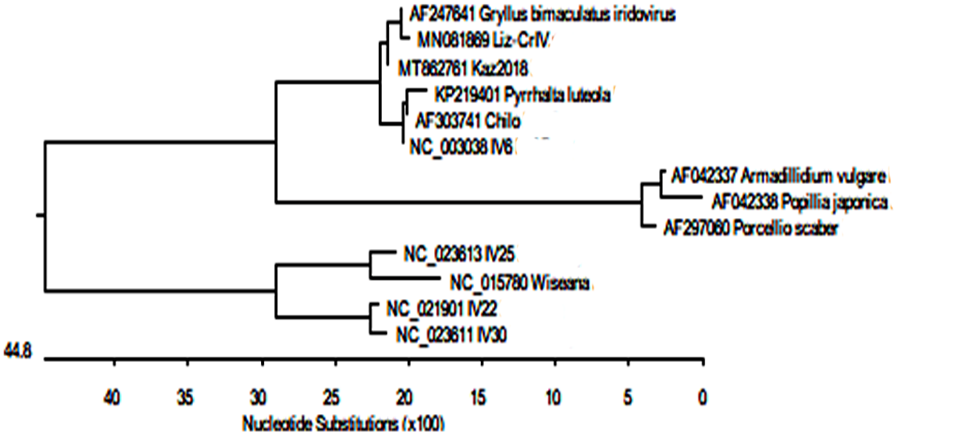 AF247641 Gryllus bimaculatus iridovirus
MN081869 Liz-CrIV
MT862761 Kaz2018
KP219401 Pyrrhalta luteola
AF303741 Chilo
NC_003038 IV6
AF042337 Armadillidium vulgare
AF042338 Popillia japonica
AF297060 Porcellio scaber
NC_023613 IV25
NC_015780 Wiseana
NC_021901 IV22
NC_023611 IV30
44.8
40 35 30 25 20 15 10 5 0
Nucleotide Substitutions (x100)